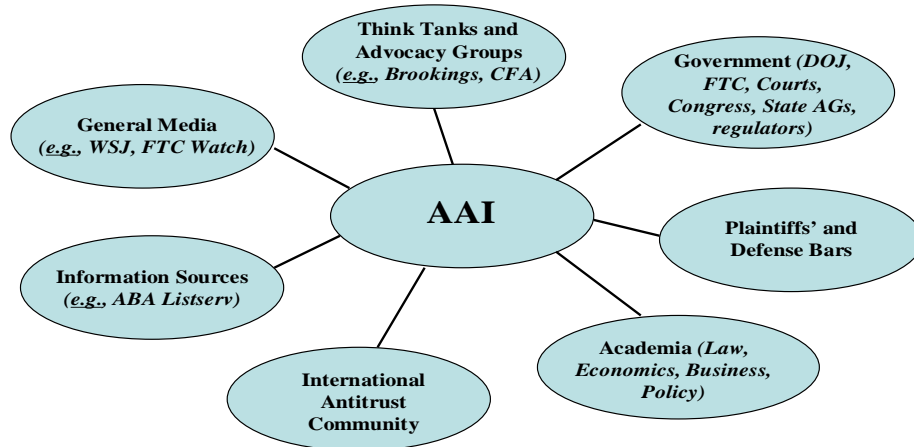 Think Tanks and
Advocacy Groups
(e.g., Brookings, CFA)
Government (DOJ,
FTC, Courts,
Congress, State AGs,
regulators)
General Media
(e.g., WSJ, FTC Watch)
AAI
Plaintiffs’ and
Defense Bars
Information Sources
(e.g., ABA Listserv)
Academia (Law,
Economics, Business,
Policy)
International
Antitrust
Community